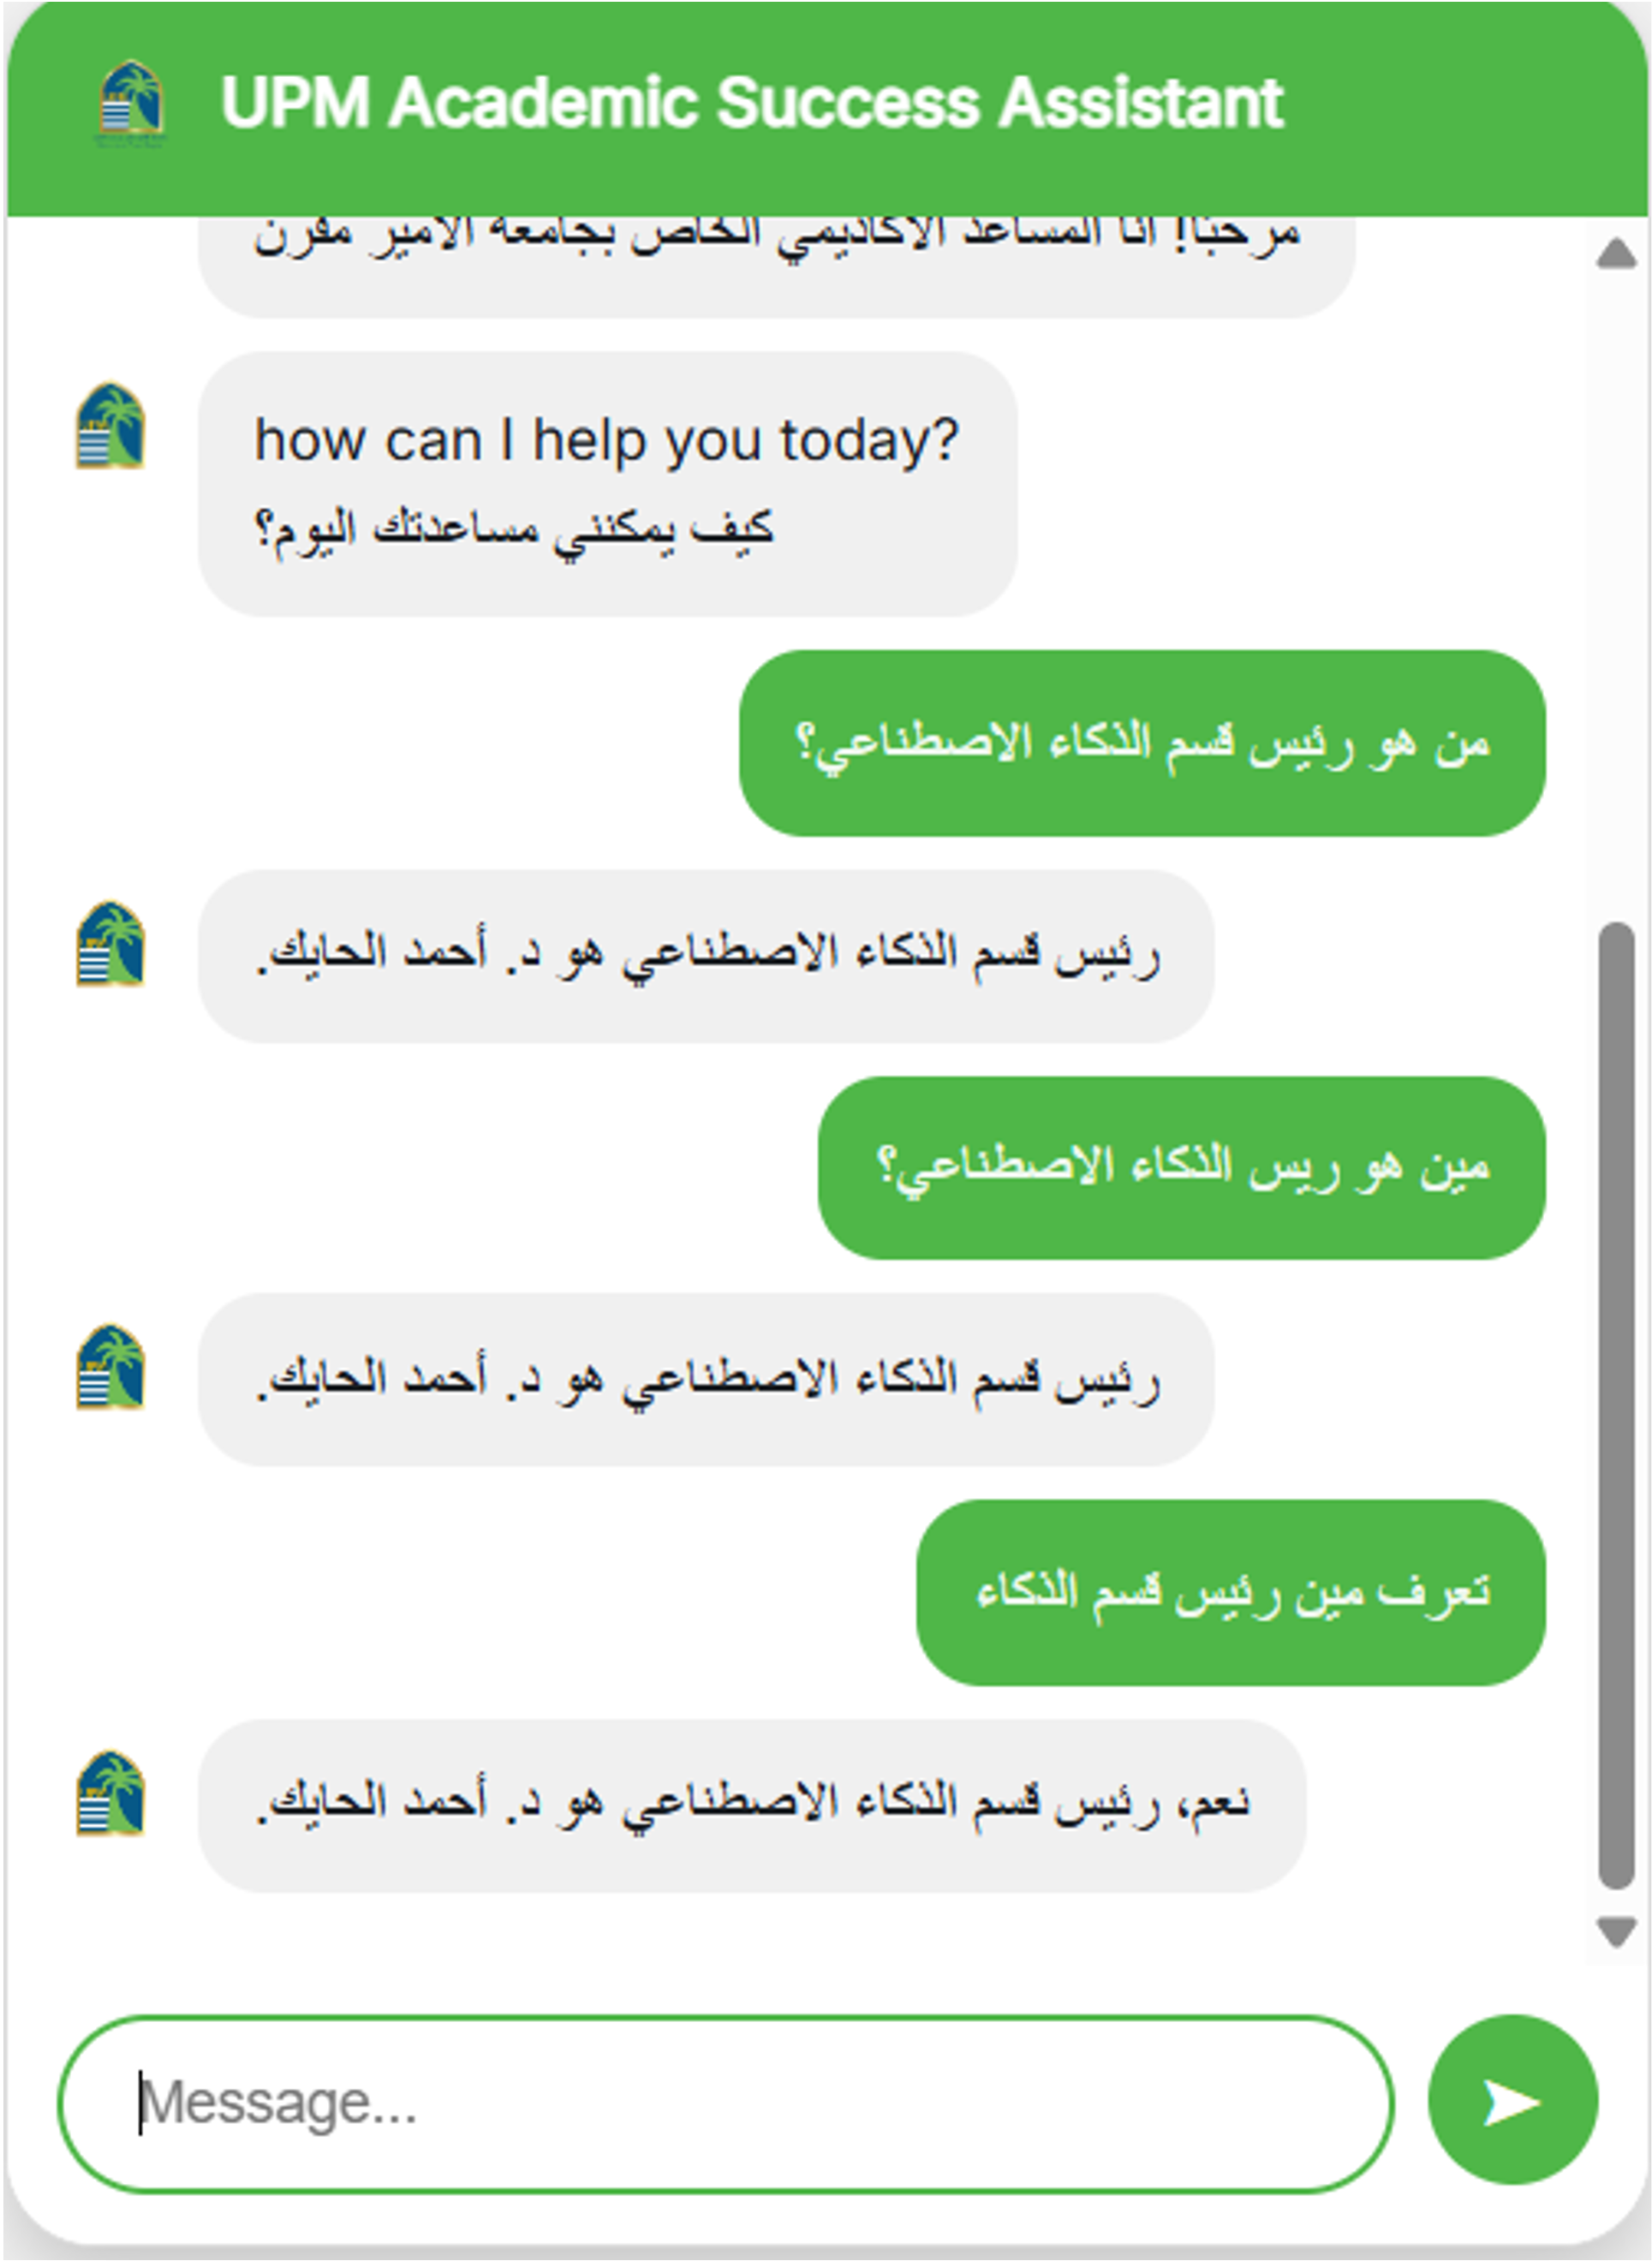 UPM Academic Success Assistant
مرحبًا! أنا المساعد الأكاديمي الخاص بجامعة الأمير مقرن
how can I help you today?
كيف يمكنني مساعدتك اليوم؟
من هو رئيس قسم الذكاء الاصطناعي؟
رئيس قسم الذكاء الاصطناعي هو د. أحمد الحايك.
مين هو ريس الذكاء الاصطناعي؟
رئيس قسم الذكاء الاصطناعي هو د. أحمد الحايك.
تعرف مين رئيس قسم الذكاء
نعم، رئيس قسم الذكاء الاصطناعي هو د. أحمد الحايك.
Message...